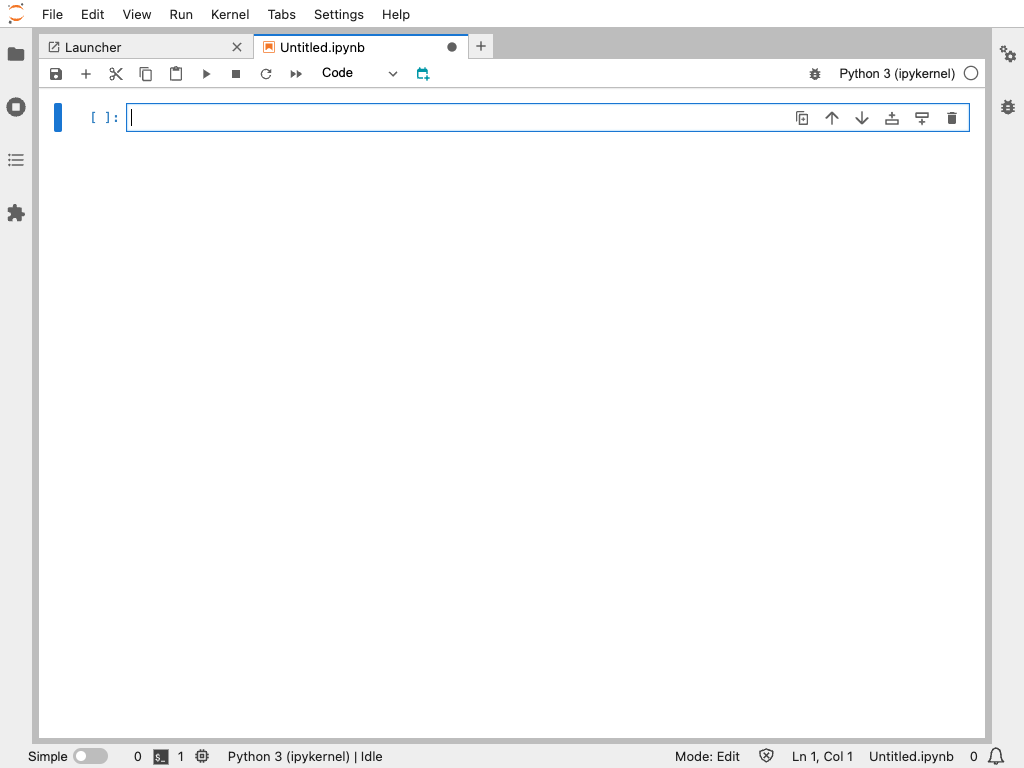 File Edit View Run Kernel Tabs Settings Help
Launcher Untitled.ipynb
Code Python 3 (ipykernel)
[ ]:
Simple 0 $_ 1 Python 3 (ipykernel) | Idle Mode: Edit Ln 1, Col 1 Untitled.ipynb 0